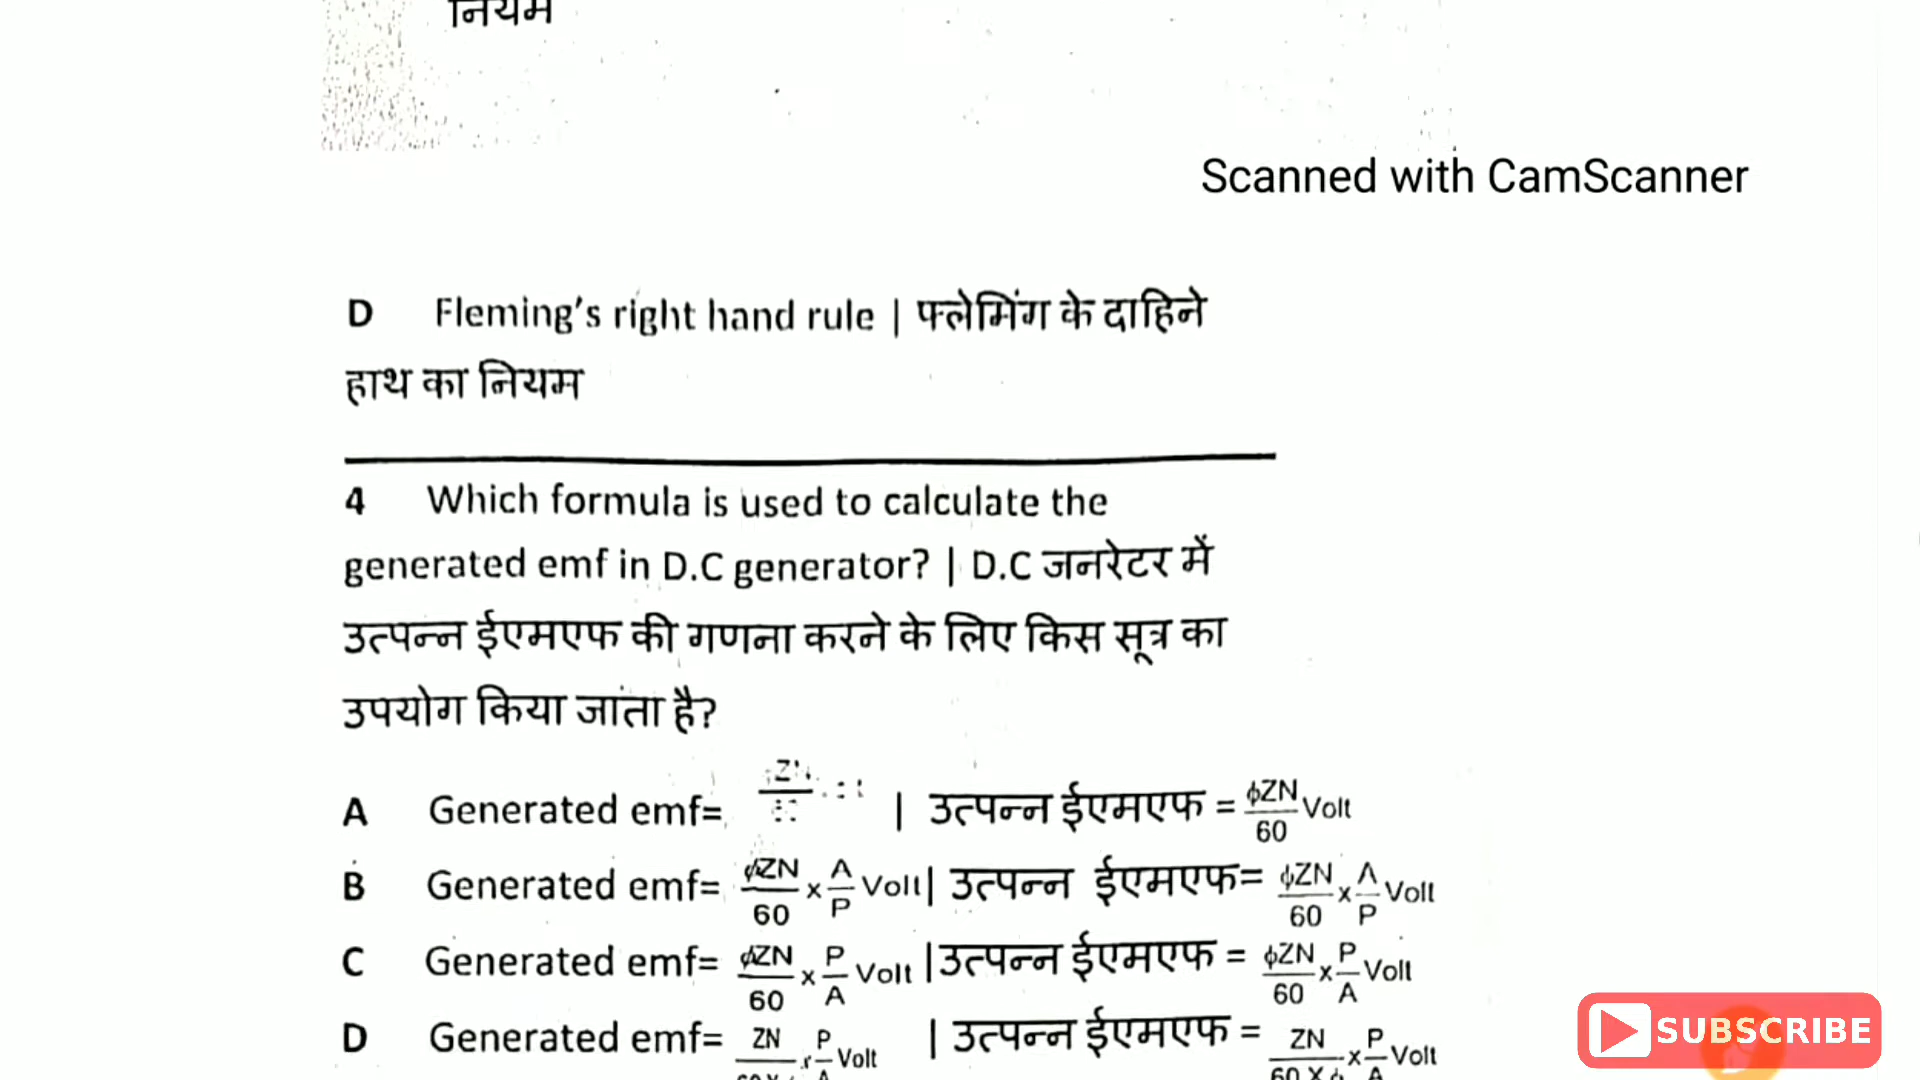 नियम
Scanned with CamScanner
D Fleming's right hand rule | फ्लेमिंग के दाहिने
हाथ का नियम
4 Which formula is used to calculate the
generated emf in D.C generator? | D.C जनरेटर में
उत्पन्न ईएमएफ की गणना करने के लिए किस सूत्र का
उपयोग किया जाता है?
A Generated emf= | उत्पन्न ईएमएफ = ϕZN/60 Volt
B Generated emf= ϕZN/60 x A/P Volt | उत्पन्न ईएमएफ= ϕZN/60 x A/P Volt
C Generated emf= ϕZN/60 x P/A Volt | उत्पन्न ईएमएफ = ϕZN/60 x P/A Volt
D Generated emf= ZN/60 X ϕ x P/A Volt | उत्पन्न ईएमएफ = ZN/60 X ϕ x P/A Volt
SUBSCRIBE